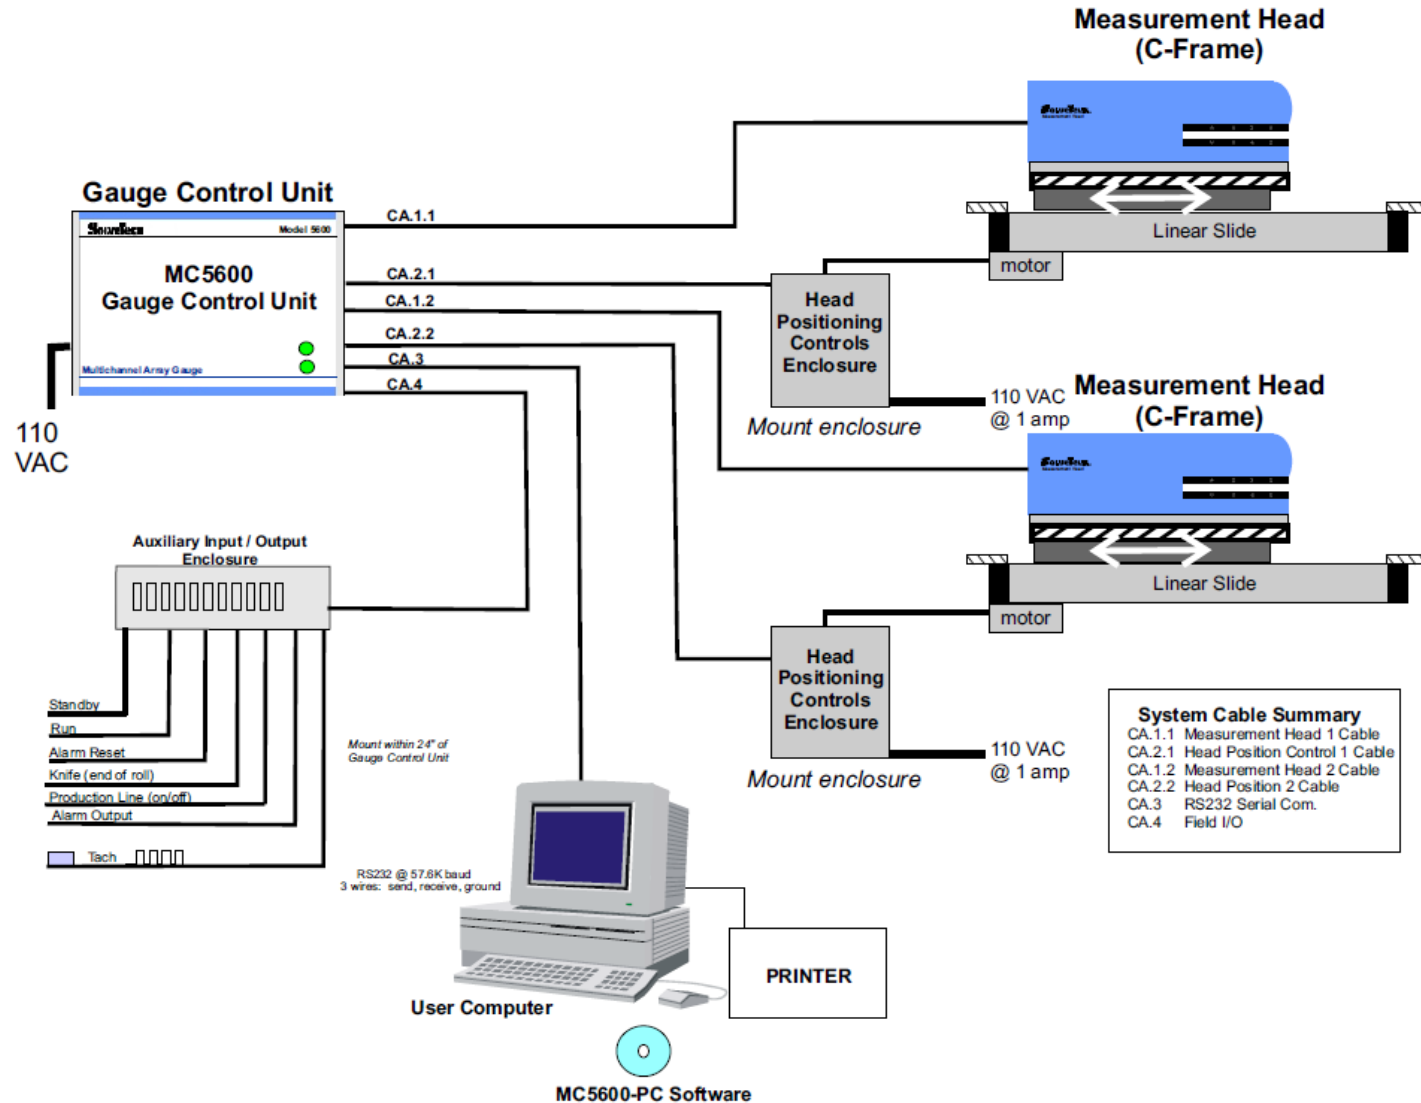 Measurement Head
(C-Frame)
Gauge Control Unit
SolveTech
Model 5600
MC5600
Gauge Control Unit
Multichannel Array Gauge
110
VAC
CA.1.1
CA.2.1
CA.1.2
CA.2.2
CA.3
CA.4
SolveTech
Linear Slide
motor
Head
Positioning
Controls
Enclosure
110 VAC
@ 1 amp
Mount enclosure
Measurement Head
(C-Frame)
SolveTech
Linear Slide
motor
Head
Positioning
Controls
Enclosure
110 VAC
@ 1 amp
Mount enclosure
Auxiliary Input / Output
Enclosure
Standby
Run
Alarm Reset
Knife (end of roll)
Production Line (on/off)
Alarm Output
Tach
Mount within 24" of
Gauge Control Unit
RS232 @ 57.6K baud
3 wires: send, receive, ground
User Computer
PRINTER
MC5600-PC Software
System Cable Summary
CA.1.1 Measurement Head 1 Cable
CA.2.1 Head Position Control 1 Cable
CA.1.2 Measurement Head 2 Cable
CA.2.2 Head Position 2 Cable
CA.3 RS232 Serial Com.
CA.4 Field I/O